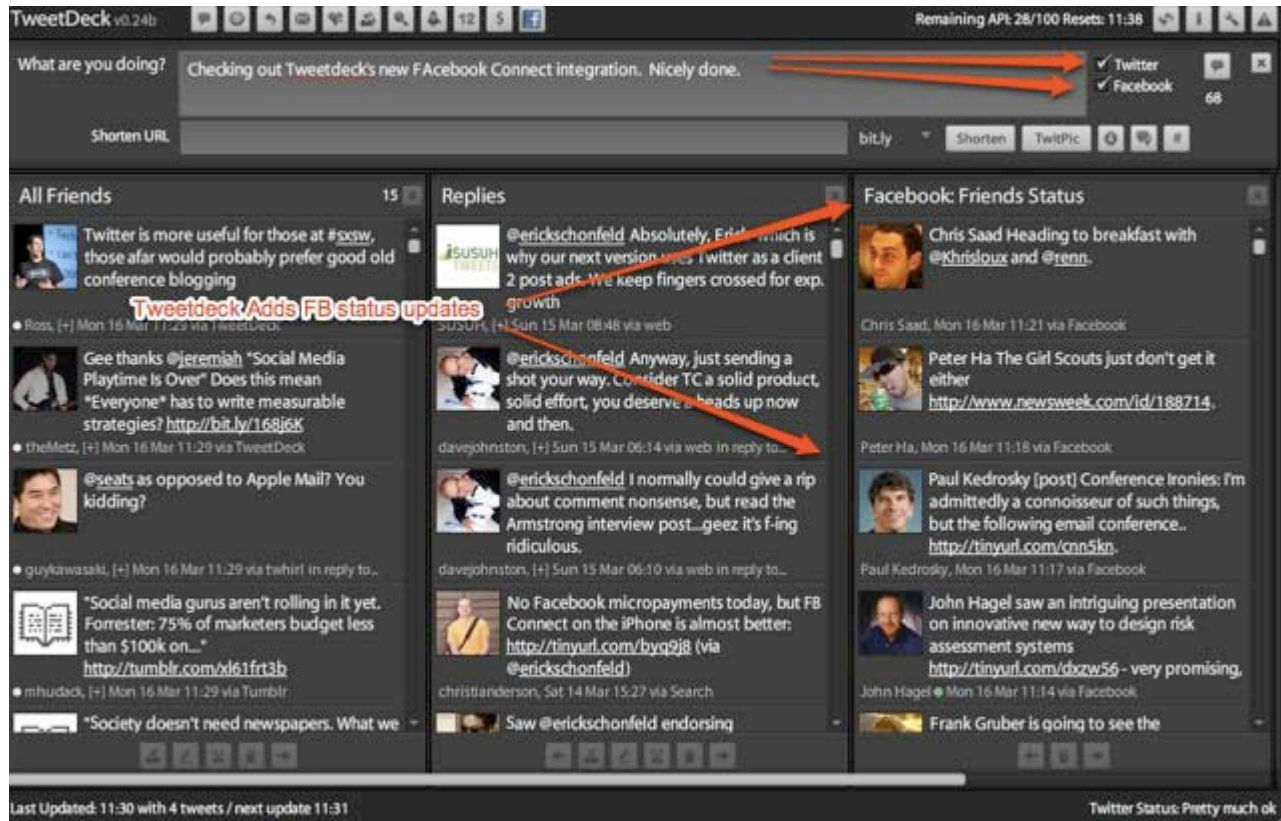 TweetDeck v0.24b
12 $
Remaining API: 28/100 Resets: 11:38
What are you doing?
Checking out Tweetdeck's new FAcebook Connect integration. Nicely done.
✓ Twitter
✓ Facebook
68
Shorten URL
bit.ly
Shorten
TwitPic
#
All Friends
15
Twitter is more useful for those at #sxsw,
those afar would probably prefer good old
conference blogging
Ross, [+] Mon 16 Mar 11:29 via TweetDeck
Gee thanks @jeremiah "Social Media
Playtime Is Over" Does this mean
*Everyone* has to write measurable
strategies? http://bit.ly/168j6K
theMetz, [+] Mon 16 Mar 11:29 via TweetDeck
@seats as opposed to Apple Mail? You
kidding?
guykawasaki, [+] Mon 16 Mar 11:29 via twhirl in reply to...
"Social media gurus aren't rolling in it yet.
Forrester: 75% of marketers budget less
than $100k on..."
http://tumblr.com/xl61frt3b
mhudack, [+] Mon 16 Mar 11:29 via Tumblr
"Society doesn't need newspapers. What we
Tweetdeck Adds FB status updates
Replies
JSUSUH
TWEETS
@erickschonfeld Absolutely, Erick which is
why our next version uses Twitter as a client
2 post ads. We keep fingers crossed for exp.
growth
SUSUH, [+] Sun 15 Mar 08:48 via web
@erickschonfeld Anyway, just sending a
shot your way. Consider TC a solid product,
solid effort, you deserve a heads up now
and then.
davejohnston, [+] Sun 15 Mar 06:14 via web in reply to...
@erickschonfeld I normally could give a rip
about comment nonsense, but read the
Armstrong interview post...geez it's f-ing
ridiculous.
davejohnston, [+] Sun 15 Mar 06:10 via web in reply to...
No Facebook micropayments today, but FB
Connect on the iPhone is almost better:
http://tinyurl.com/byq9j8 (via
@erickschonfeld)
christianderson, Sat 14 Mar 15:27 via Search
Saw @erickschonfeld endorsing
Facebook: Friends Status
Chris Saad Heading to breakfast with
@Khrisloux and @renn.
Chris Saad, Mon 16 Mar 11:21 via Facebook
Peter Ha The Girl Scouts just don't get it
either
http://www.newsweek.com/id/188714.
Peter Ha, Mon 16 Mar 11:18 via Facebook
Paul Kedrosky [post] Conference Ironies: I'm
admittedly a connoisseur of such things,
but the following email conference..
http://tinyurl.com/cnn5kn.
Paul Kedrosky, Mon 16 Mar 11:17 via Facebook
John Hagel saw an intriguing presentation
on innovative new way to design risk
assessment systems
http://tinyurl.com/dxzw56 - very promising,
John Hagel Mon 16 Mar 11:14 via Facebook
Frank Gruber is going to see the
Last Updated: 11:30 with 4 tweets / next update 11:31
Twitter Status: Pretty much ok